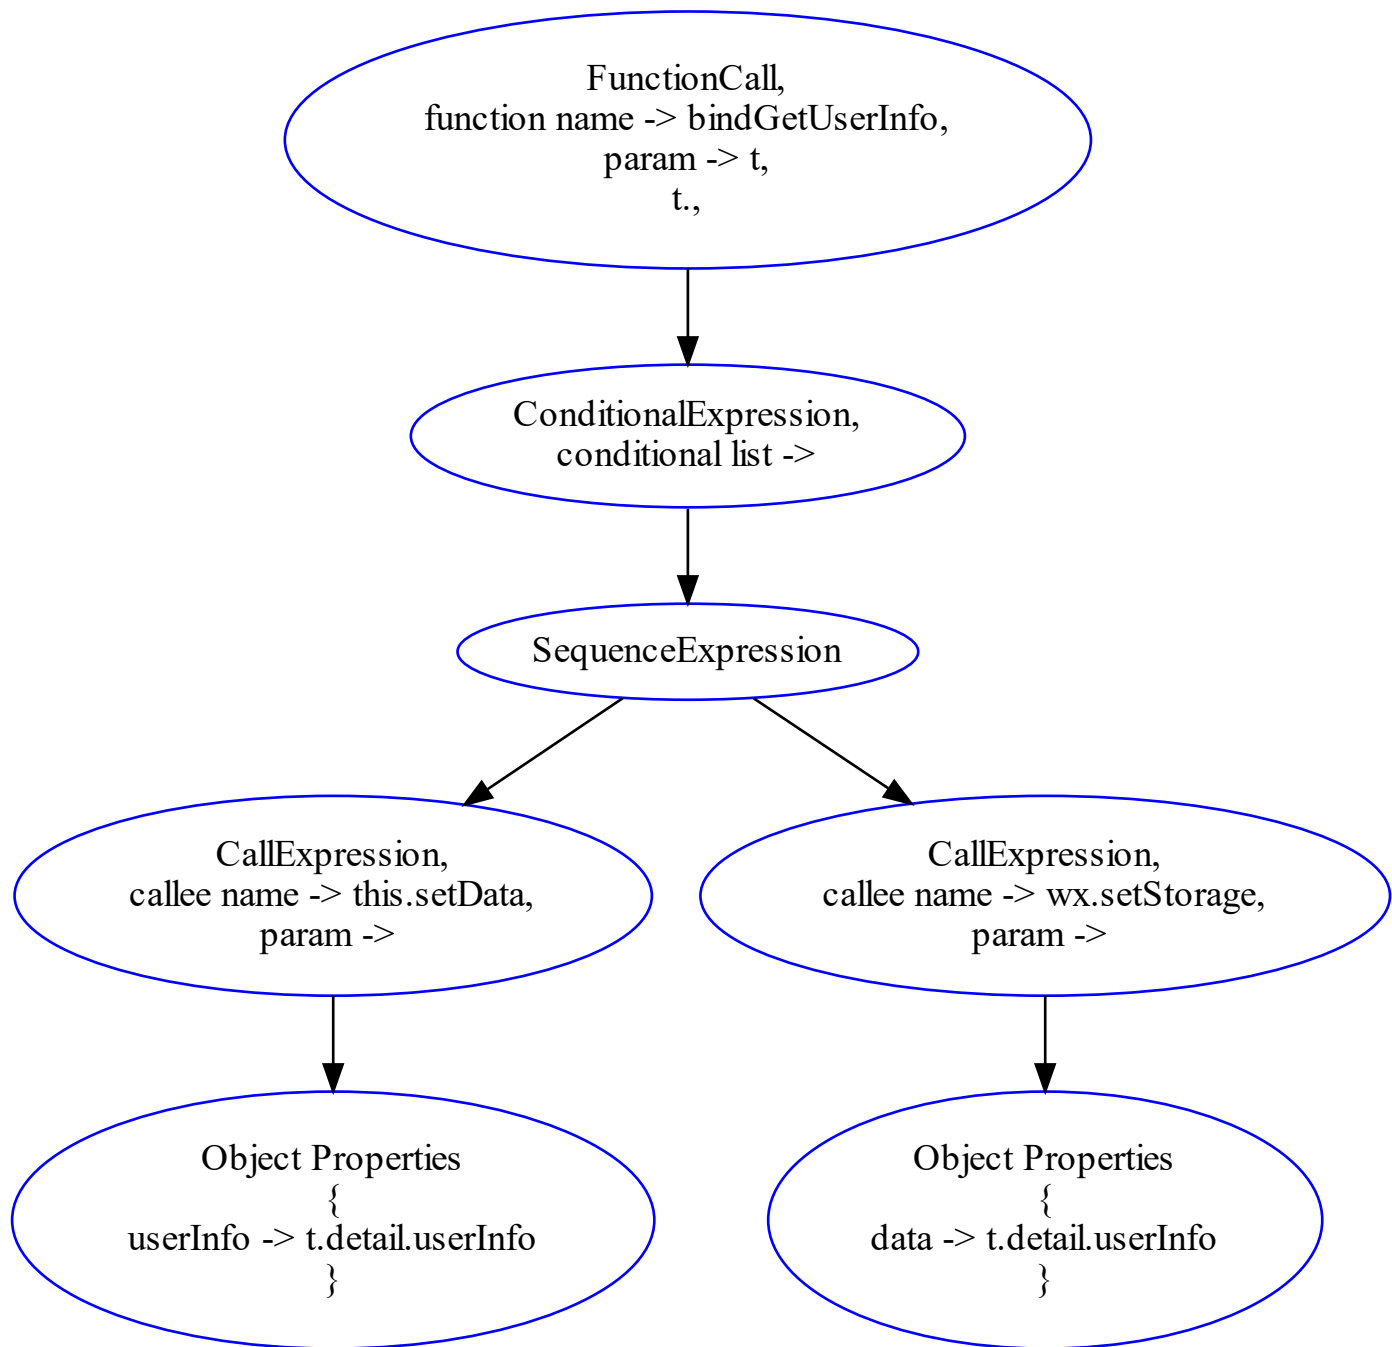 FunctionCall,
function name -> bindGetUserInfo,
param -> t,
t.,
ConditionalExpression,
conditional list ->
SequenceExpression
CallExpression,
callee name -> this.setData,
param ->
CallExpression,
callee name -> wx.setStorage,
param ->
Object Properties
{
userInfo -> t.detail.userInfo
}
Object Properties
{
data -> t.detail.userInfo
}